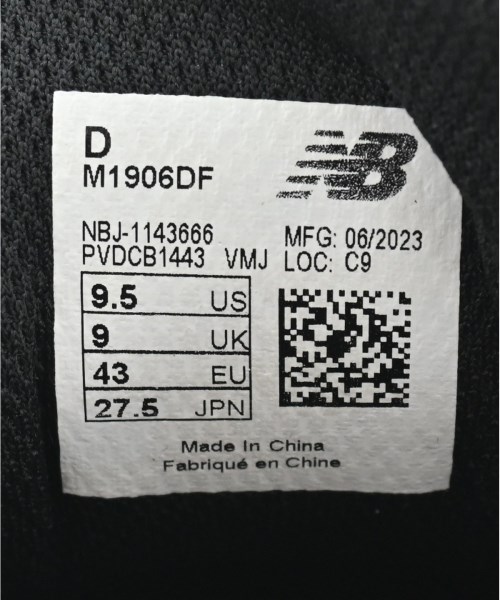 D
M1906DF
NB
NBJ-1143666
PVDCB1443 VMJ
MFG: 06/2023
LOC: C9
9.5 US
9 UK
43 EU
27.5 JPN
Made In China
Fabriqué en Chine